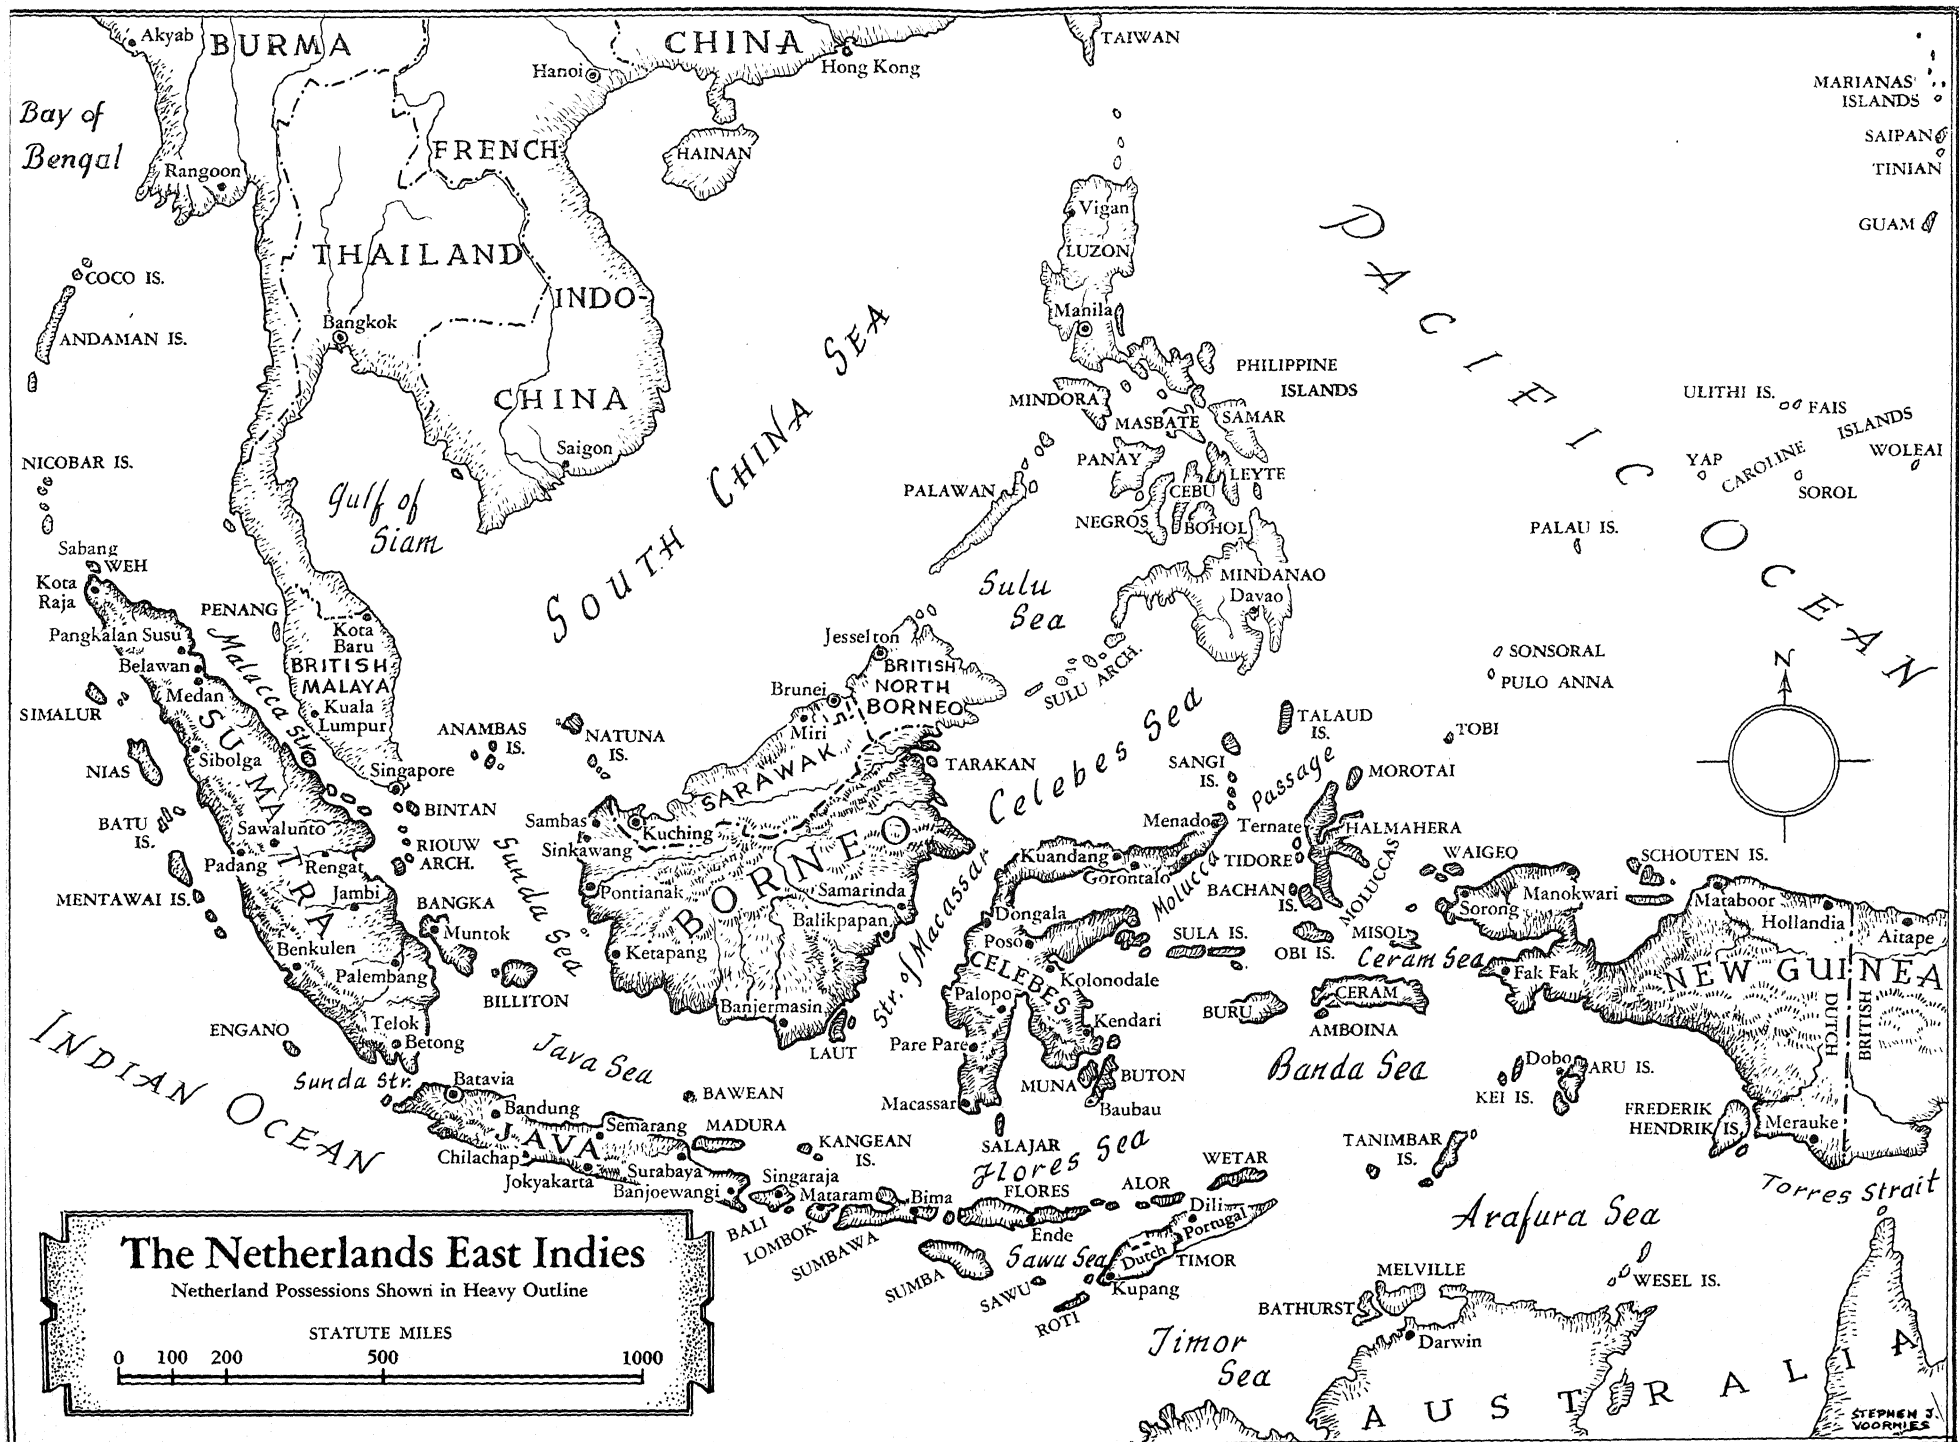 Akyab
BURMA
CHINA
TAIWAN
Hanoi
Hong Kong
Bay of
Bengal
MARIANAS
ISLANDS
SAIPAN
TINIAN
GUAM
FRENCH
HAINAN
Rangoon
Vigan
LUZON
PACIFIC OCEAN
THAILAND
INDO-
COCO IS.
ANDAMAN IS.
Bangkok
Manila
SOUTH CHINA SEA
PHILIPPINE
ISLANDS
CHINA
MINDORA
MASBATE
SAMAR
ULITHI IS.
FAIS
CAROLINE ISLANDS
WOLEAI
YAP
SOROL
Saigon
PANAY
LEYTE
CEBU
NICOBAR IS.
Gulf of
Siam
PALAWAN
NEGROS
BOHOL
PALAU IS.
Sabang
WEH
Kota
Raja
Sulu
Sea
MINDANAO
Davao
PENANG
Pangkalan Susu
Malacca Str.
Kota
Baru
Jesselton
Belawan
BRITISH
MALAYA
BRITISH
NORTH
BORNEO
SULU ARCH.
SONSORAL
PULO ANNA
N
Medan
Kuala
Lumpur
Brunei
SIMALUR
SUMATRA
ANAMBAS
IS.
NATUNA
IS.
Miri
Celebes Sea
TALAUD
IS.
TOBI
Sibolga
NIAS
Singapore
SARAWAK
TARAKAN
SANGI
IS.
Molucca Passage
MOROTAI
BINTAN
BATU
IS.
Sawalunto
Sambas
Sinkawang
Kuching
BORNEO
Menado
Ternate
HALMAHERA
RIOUW
ARCH.
Sunda Sea
Padang
Rengat
Kuandang
Gorontalo
TIDORE
MOLUCCAS
WAIGEO
SCHOUTEN IS.
MENTAWAI IS.
Jambi
Pontianak
Samarinda
BACHAN
IS.
Sorong
Manokwari
Mataboor
Hollandia
Aitape
BANGKA
Muntok
Balikpapan
Str. of Macassar
Dongala
Poso
SULA IS.
OBI IS.
MISOL
Ceram Sea
Fak Fak
NEW GUINEA
Benkulen
Palembang
Ketapang
CELEBES
Kolonodale
BILLITON
Banjermasin
Palopo
BURU
CERAM
AMBOINA
DUTCH
BRITISH
INDIAN OCEAN
ENGANO
Telok
Betong
Java Sea
LAUT
Pare Pare
Kendari
Banda Sea
Dobo
ARU IS.
KEI IS.
Sunda Str.
Batavia
BAWEAN
MUNA
BUTON
Baubau
Macassar
FREDERIK
HENDRIK IS.
Merauke
Bandung
JAVA
Semarang
MADURA
KANGEAN
IS.
SALAJAR
Flores Sea
TANIMBAR
IS.
Chilachap
Jokyakarta
Surabaya
Banjoewangi
Singaraja
Mataram
Bima
FLORES
ALOR
WETAR
Torres Strait
BALI
LOMBOK
SUMBAWA
Ende
Dili
Portugal
Dutch
TIMOR
Arafura Sea
SUMBA
Sawu Sea
SAWU
Kupang
ROTI
MELVILLE
BATHURST
WESEL IS.
Darwin
Timor
Sea
AUSTRALIA
The Netherlands East Indies
Netherland Possessions Shown in Heavy Outline
STATUTE MILES
0 100 200 500 1000
STEPHEN J.
VOORHIES